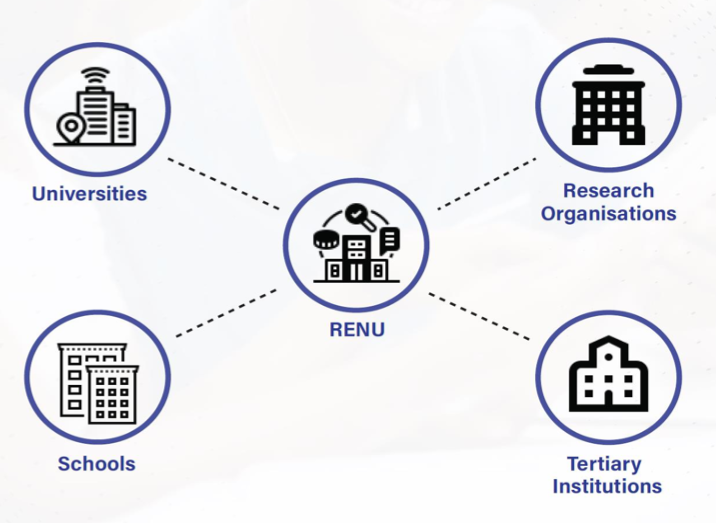 Universities
Research
Organisations
RENU
Schools
Tertiary
Institutions